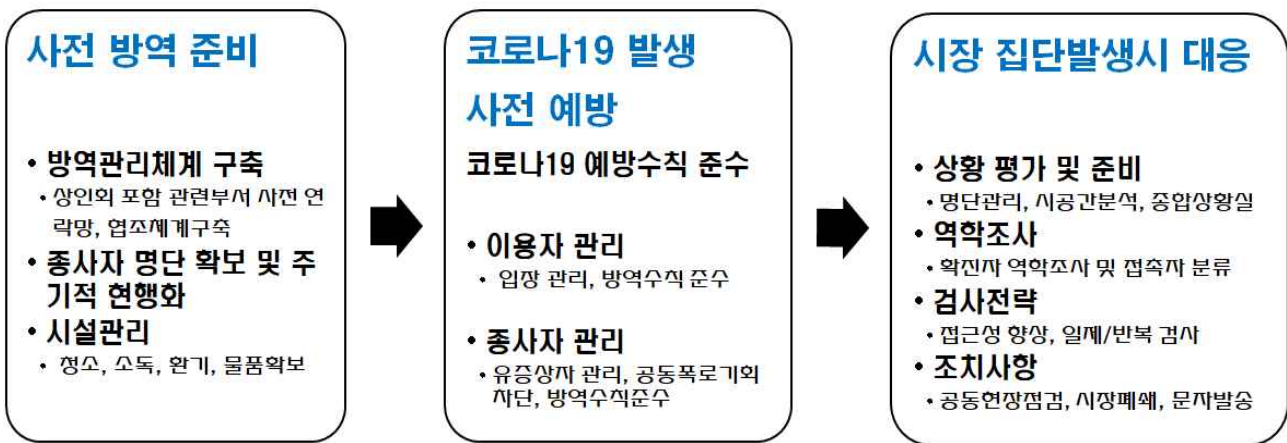 사전 방역 준비
• 방역관리체계 구축
• 상인회 포함 관련부서 사전 연
락망, 협조체계구축
• 종사자 명단 확보 및 주
기적 현행화
• 시설관리
• 청소, 소독, 환기, 물품확보
코로나19 발생
사전 예방
코로나19 예방수칙 준수
• 이용자 관리
• 입장 관리, 방역수칙 준수
• 종사자 관리
• 유증상자 관리, 공동폭로기회
차단, 방역수칙준수
시장 집단발생시 대응
• 상황 평가 및 준비
• 명단관리, 시공간분석, 종합상황실
• 역학조사
• 확진자 역학조사 및 접촉자 분류
• 검사전략
• 접근성 향상, 일제/반복 검사
• 조치사항
• 공동현장점검, 시장폐쇄, 문자발송